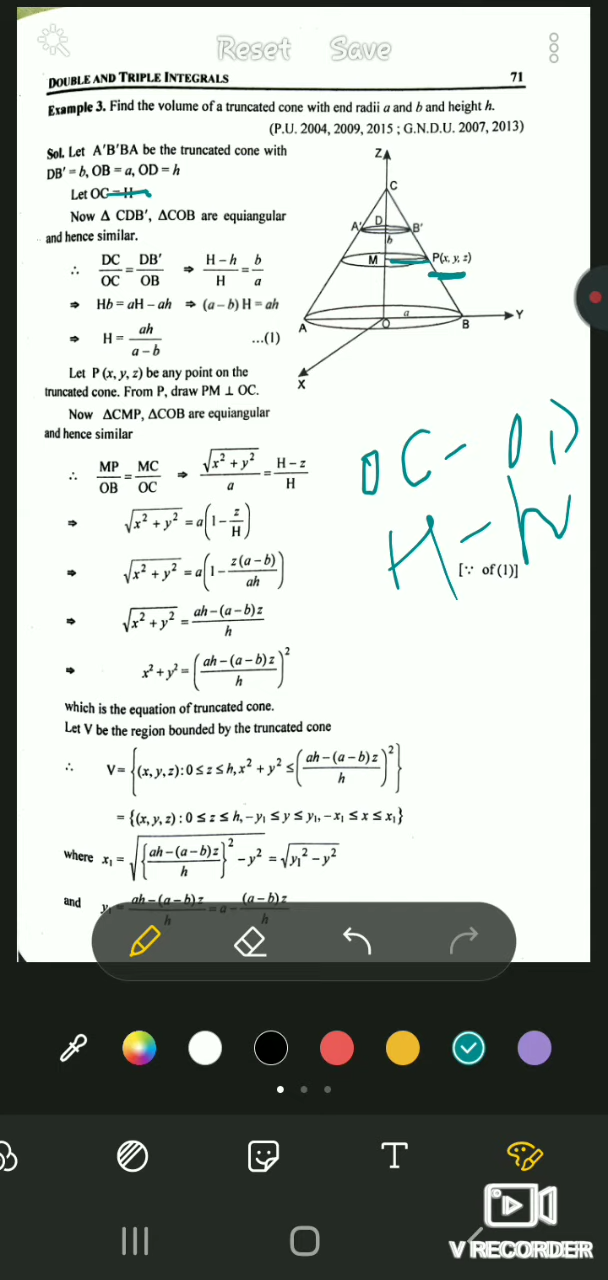 Reset Save
DOUBLE AND TRIPLE INTEGRALS 71
Example 3. Find the volume of a truncated cone with end radii a and b and height h.
(P.U. 2004, 2009, 2015 ; G.N.D.U. 2007, 2013)
Sol. Let A'B'BA be the truncated cone with
DB' = b, OB = a, OD = h
Let OC = H
Now Δ CDB', ΔCOB are equiangular
and hence similar.
∴ DC/OC = DB'/OB ⇒ (H – h)/H = b/a
⇒ Hb = aH – ah ⇒ (a – b) H = ah
⇒ H = ah/(a – b) ...(1)
Let P (x, y, z) be any point on the
truncated cone. From P, draw PM ⊥ OC.
Now ΔCMP, ΔCOB are equiangular
and hence similar
∴ MP/OB = MC/OC ⇒ √(x² + y²)/a = (H – z)/H
⇒ √(x² + y²) = a(1 – z/H)
⇒ √(x² + y²) = a(1 – z(a – b)/ah) [∵ of (1)]
⇒ √(x² + y²) = (ah – (a – b)z)/h
⇒ x² + y² = ((ah – (a – b)z)/h)²
which is the equation of truncated cone.
Let V be the region bounded by the truncated cone
∴ V = {(x, y, z) : 0 ≤ z ≤ h, x² + y² ≤ ((ah – (a – b)z)/h)²}
= {(x, y, z) : 0 ≤ z ≤ h, – y₁ ≤ y ≤ y₁, – x₁ ≤ x ≤ x₁}
where x₁ = √({(ah – (a – b)z)/h}² – y²) = √(y₁² – y²)
and y₁ = (ah – (a – b)z)/h = a – (a – b)z/h
Z
C
D
A' B'
b
M P(x, y, z)
a
A O B Y
X
OC - OD
H - h
T
V RECORDER